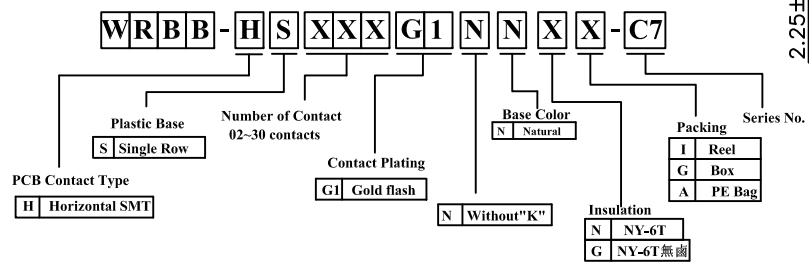 WRBB-HSXXXG1NNXX-C7
2.25±
Plastic Base
S Single Row
Number of Contact
02~30 contacts
Base Color
N Natural
Series No.
Packing
I Reel
G Box
A PE Bag
PCB Contact Type
H Horizontal SMT
Contact Plating
G1 Gold flash
N Without"K"
Insulation
N NY-6T
G NY-6T無鹵